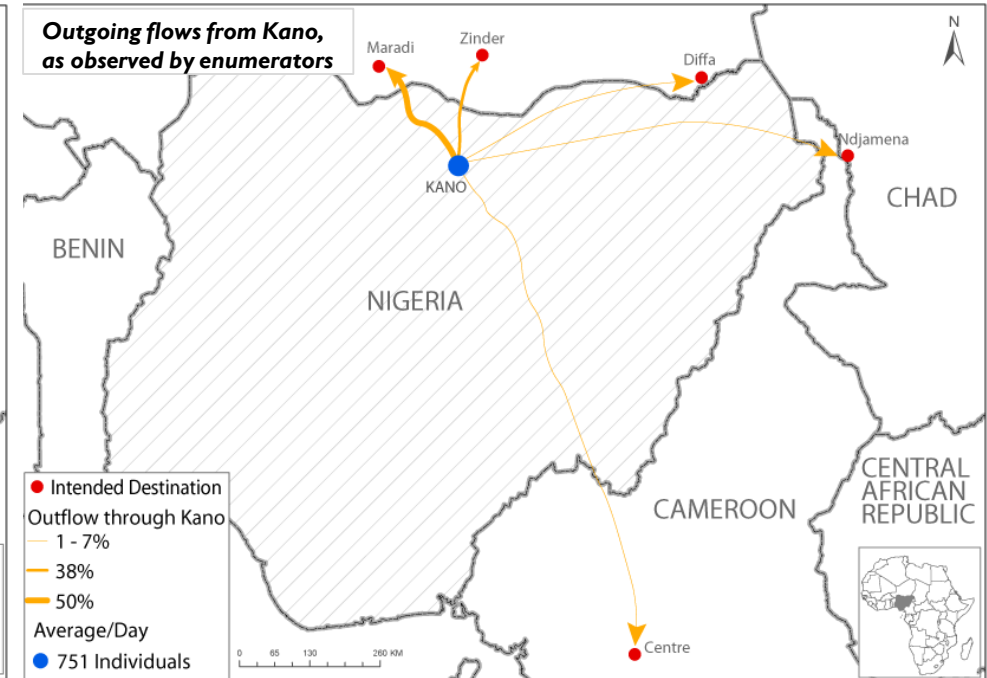 Outgoing flows from Kano,
as observed by enumerators
N
Maradi
Zinder
Diffa
Ndjamena
KANO
CHAD
BENIN
NIGERIA
CENTRAL
AFRICAN
REPUBLIC
CAMEROON
Intended Destination
Outflow through Kano
1 - 7%
38%
50%
Average/Day
751 Individuals
0 65 130 260 KM
Centre